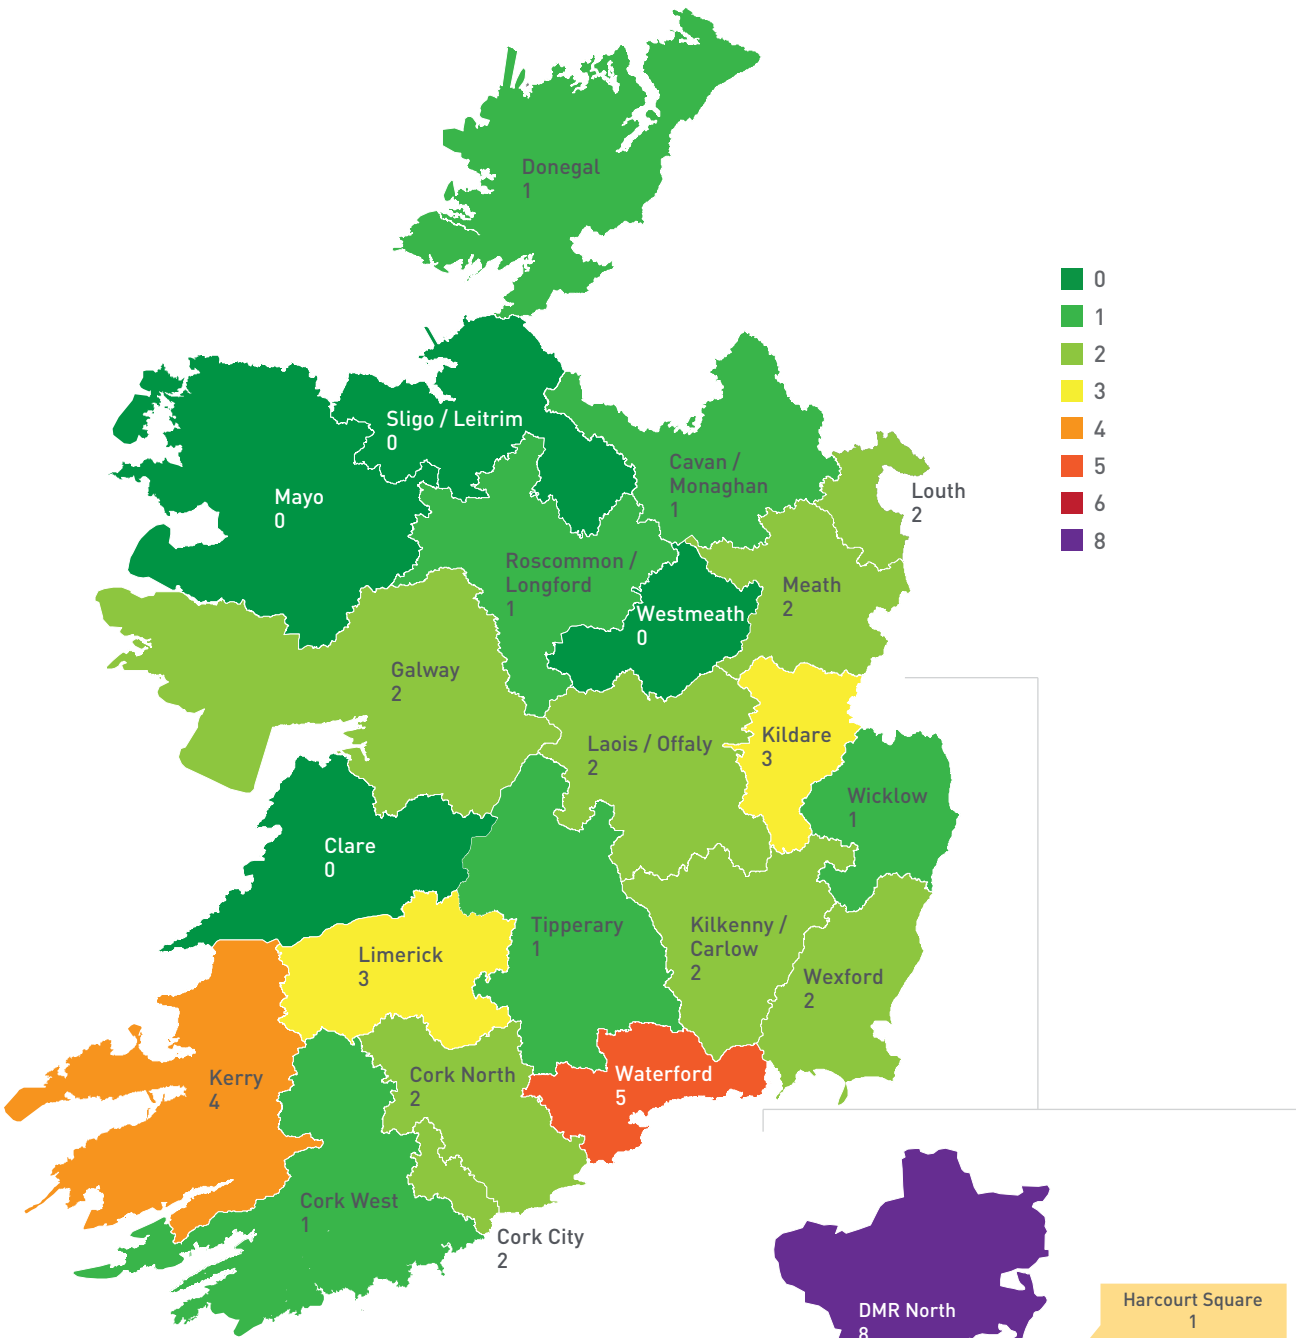 Donegal
1
0
1
2
3
4
5
6
8
Sligo / Leitrim
0
Mayo
0
Cavan /
Monaghan
1
Louth
2
Roscommon /
Longford
1
Westmeath
0
Meath
2
Galway
2
Laois / Offaly
2
Kildare
3
Wicklow
1
Clare
0
Tipperary
1
Limerick
3
Kilkenny /
Carlow
2
Wexford
2
Kerry
4
Cork North
2
Waterford
5
Cork West
1
Cork City
2
DMR North
8
Harcourt Square
1